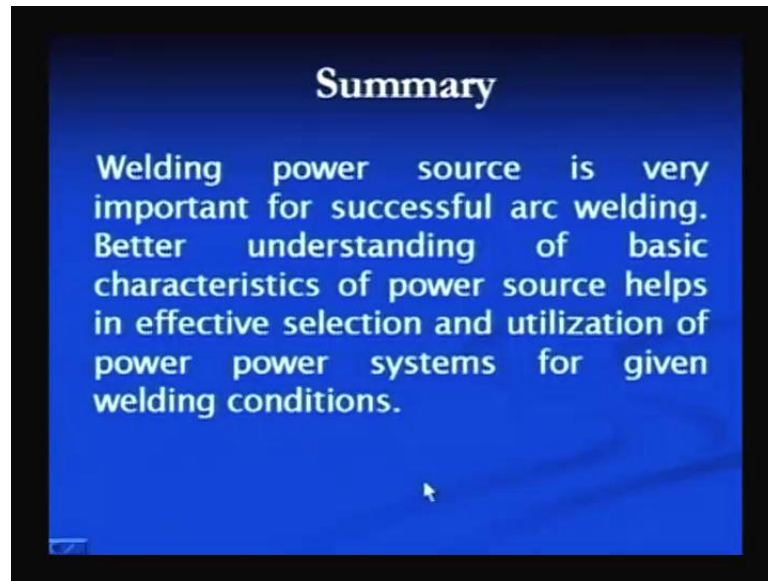 Summary
Welding power source is very
important for successful arc welding.
Better understanding of basic
characteristics of power source helps
in effective selection and utilization of
power power systems for given
welding conditions.